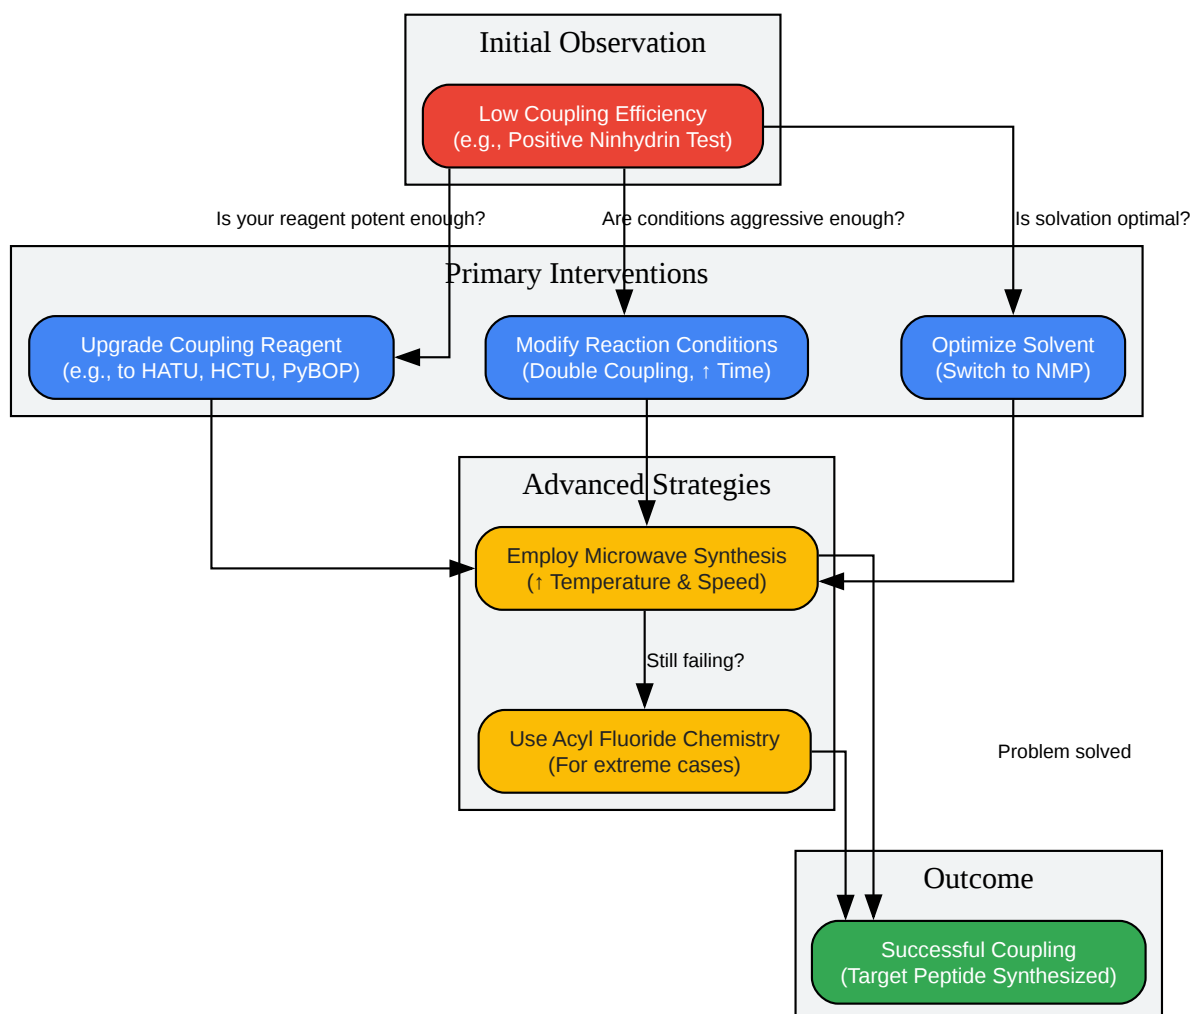 Initial Observation
Low Coupling Efficiency
(e.g., Positive Ninhydrin Test)
Is your reagent potent enough?
Are conditions aggressive enough?
Is solvation optimal?
Primary Interventions
Upgrade Coupling Reagent
(e.g., to HATU, HCTU, PyBOP)
Modify Reaction Conditions
(Double Coupling, ↑ Time)
Optimize Solvent
(Switch to NMP)
Advanced Strategies
Employ Microwave Synthesis
(↑ Temperature & Speed)
Still failing?
Use Acyl Fluoride Chemistry
(For extreme cases)
Problem solved
Outcome
Successful Coupling
(Target Peptide Synthesized)